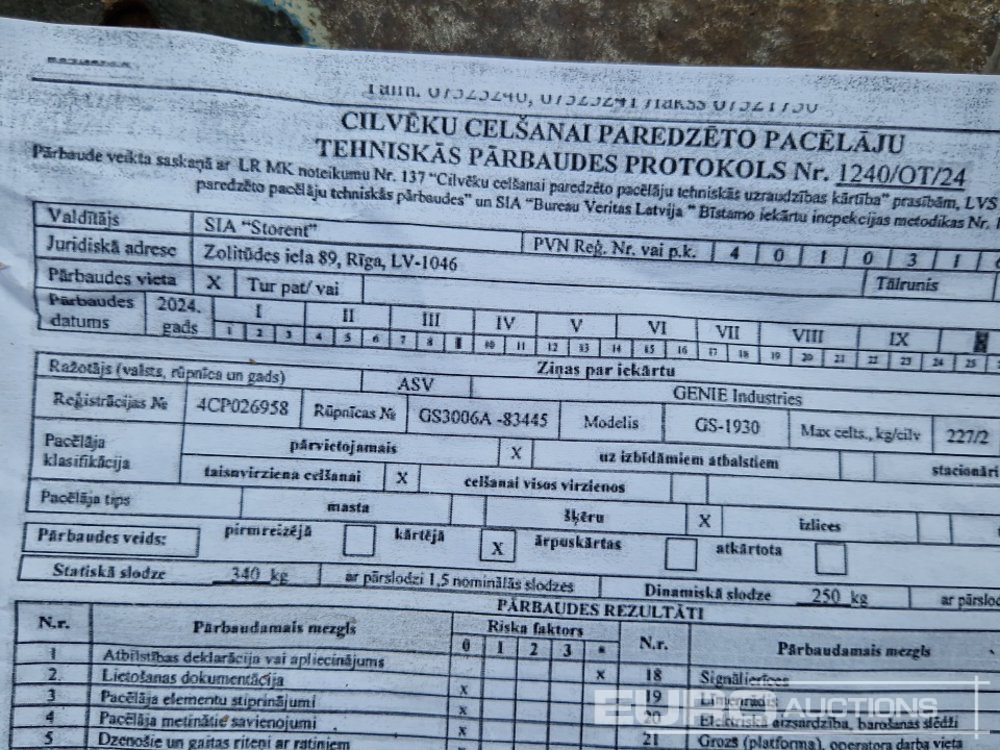 CILVĒKU CELŠANAI PAREDZĒTO PACĒLĀJU
TEHNISKĀS PĀRBAUDES PROTOKOLS Nr. 1240/OT/24
Pārbaude veikta saskaņā ar LR MK noteikumu Nr. 137 "Cilvēku celšanai paredzēto pacēlāju tehniskās uzraudzības kārtība" prasībām, LVS
paredzēto pacēlāju tehniskās pārbaudes" un SIA "Bureau Veritas Latvija" Bīstamo iekārtu incpekcijas metodikas Nr.
Valdītājs SIA "Storent" PVN Reģ. Nr. vai p.k. 4 0 1 0 3 1 6
Juridiskā adrese Zolitūdes iela 89, Rīga, LV-1046 Tālrunis
Pārbaudes vieta X Tur pat/ vai
Pārbaudes datums 2024. gads I II III IV V VI VII VIII IX
1 2 3 4 5 6 7 8 10 11 12 13 14 15 16 17 18 19 20 21 22 23 24 25
Ziņas par iekārtu
Ražotājs (valsts, rūpnīca un gads) ASV GENIE Industries
Reģistrācijas № 4CP026958 Rūpnīcas № GS3006A -83445 Modelis GS-1930 Max celts., kg/cilv 227/2
Pacēlāja klasifikācija pārvietojamais X uz izbīdāmiem atbalstiem stacionāri
taisnvirziena celšanai X celšanai visos virzienos
Pacēlāja tips masta šķēru X izlices
Pārbaudes veids: pirmreizējā kārtējā X ārpuskārtas atkārtota
Statiskā slodze 340 kg ar pārslodzi 1,5 nominālās slodzes Dinamiskā slodze 250 kg ar pārslo
PĀRBAUDES REZULTĀTI
N.r. Pārbaudamais mezgls Riska faktors N.r. Pārbaudamais mezgls
0 1 2 3 *
1 Atbilstības deklarācija vai apliecinājums x 18 Signālierīces
2. Lietošanas dokumentācija x 19 Līmeņrādis
3 Pacēlāja elementu stiprinājumi x 20 Elektriskā aizsardzība, barošanas slēdži
4 Pacēlāja metinātie savienojumi x 21 Grozs (platforma), operatora darba vieta
5 Dzenošie un gaitas riteņi ar ratiņiem
EURO AUCTIONS